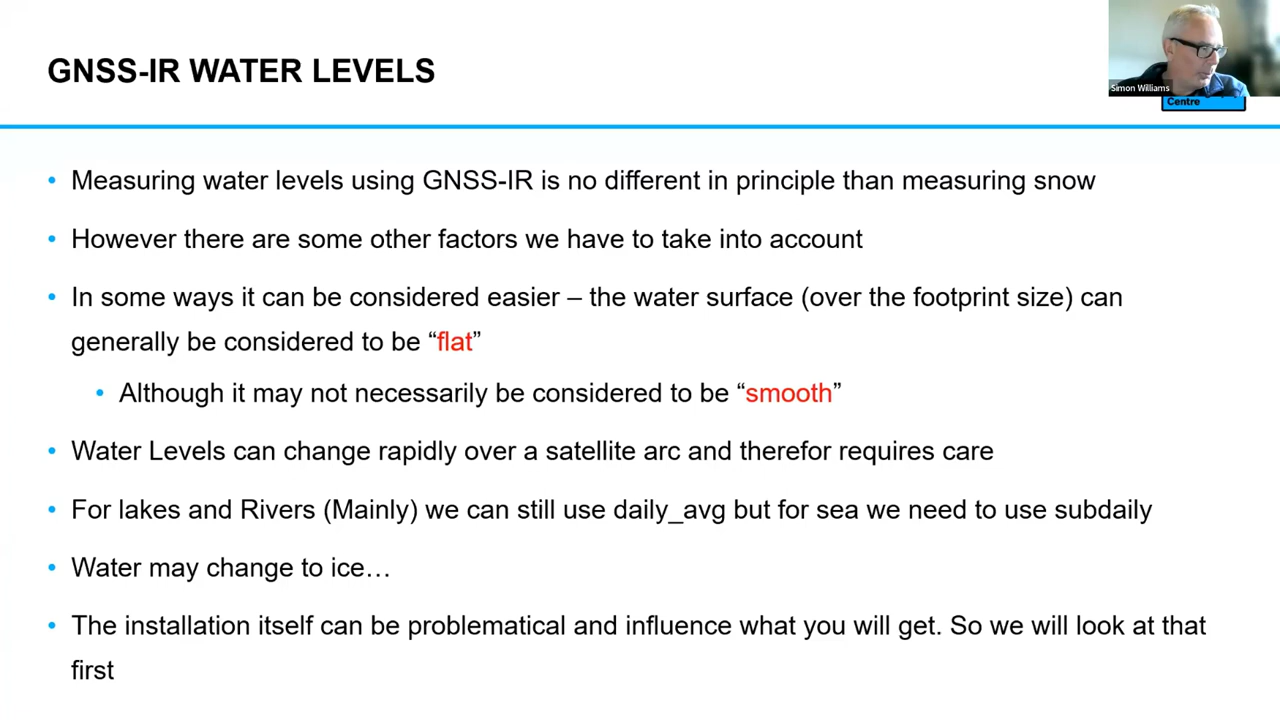 GNSS-IR WATER LEVELS
Simon Williams
Centre
• Measuring water levels using GNSS-IR is no different in principle than measuring snow
• However there are some other factors we have to take into account
• In some ways it can be considered easier – the water surface (over the footprint size) can
generally be considered to be “flat”
• Although it may not necessarily be considered to be “smooth”
• Water Levels can change rapidly over a satellite arc and therefor requires care
• For lakes and Rivers (Mainly) we can still use daily_avg but for sea we need to use subdaily
• Water may change to ice…
• The installation itself can be problematical and influence what you will get. So we will look at that
first